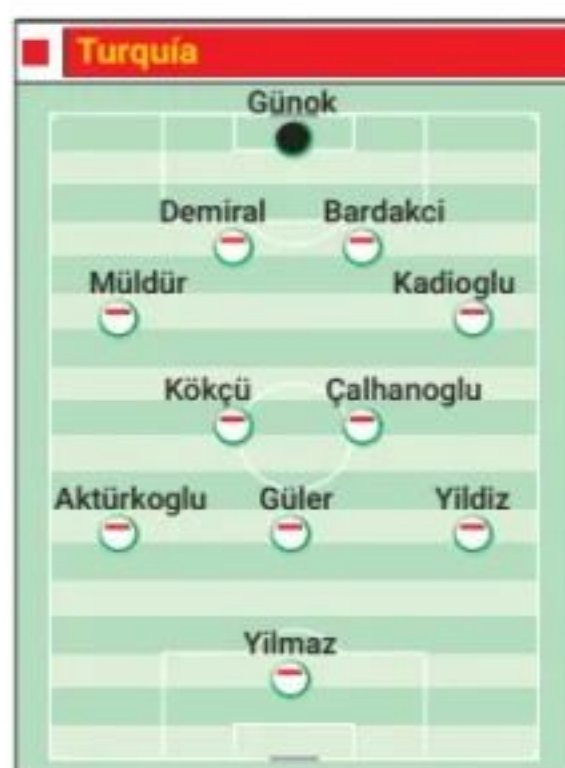 Turquía
Günok
Demiral Bardakci
Müldür Kadioglu
Kökçü Çalhanoglu
Aktürkoglu Güler Yildiz
Yilmaz